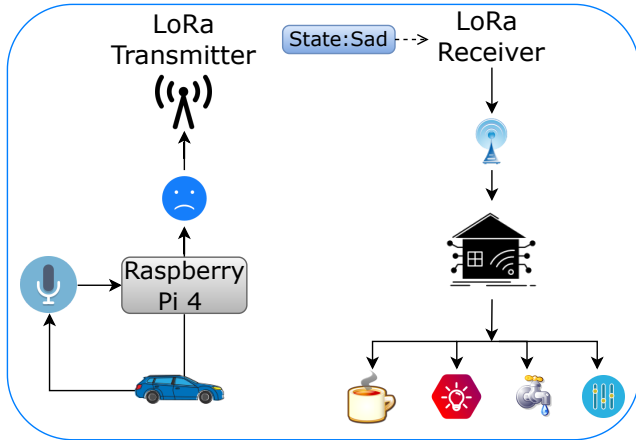 LoRa
Transmitter
State:Sad
LoRa
Receiver
Raspberry
Pi 4